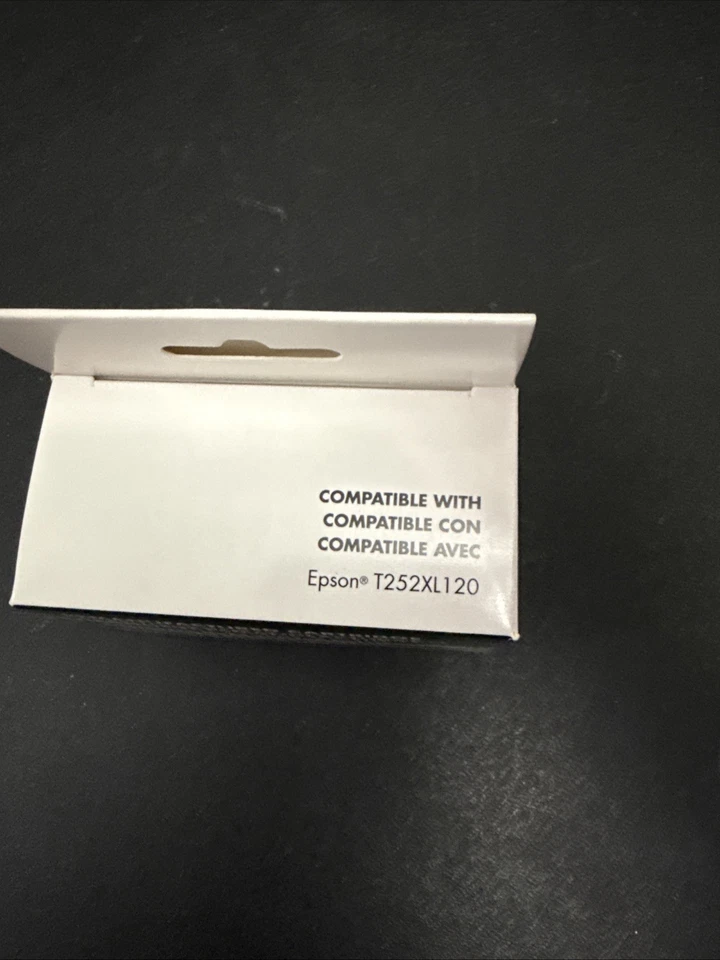 COMPATIBLE WITH
COMPATIBLE CON
COMPATIBLE AVEC
Epson® T252XL120